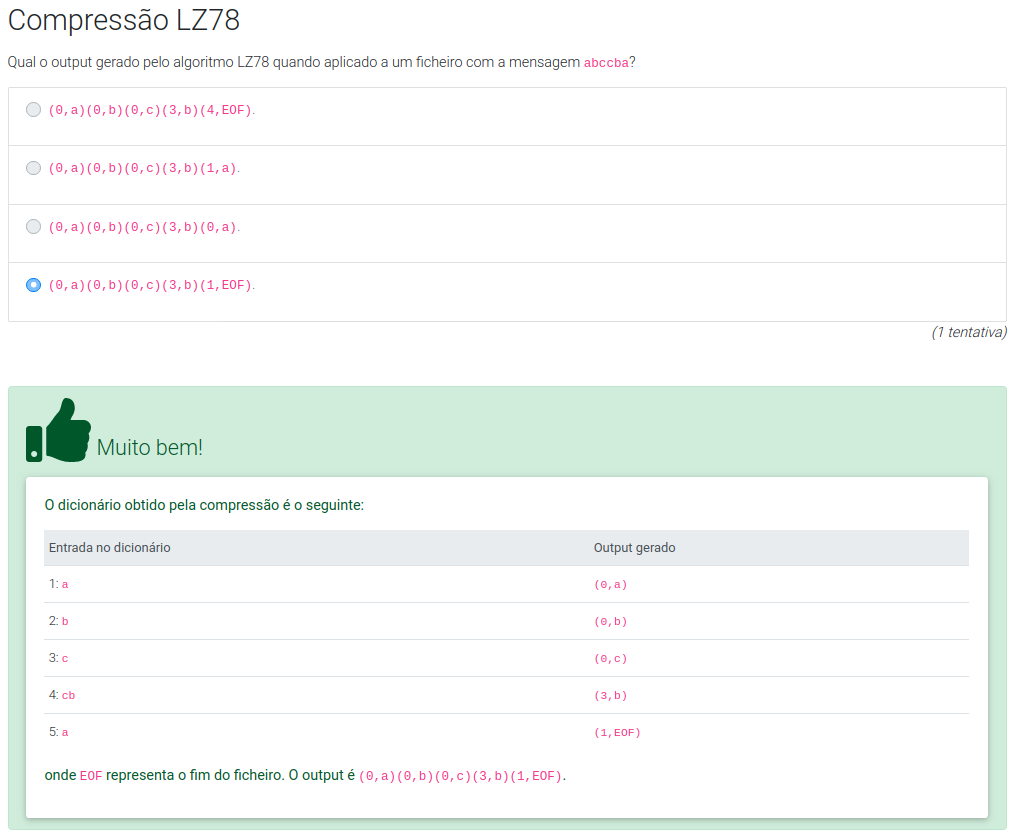 Compressão LZ78
Qual o output gerado pelo algoritmo LZ78 quando aplicado a um ficheiro com a mensagem abccba?
(0,a)(0,b)(0,c)(3,b)(4,EOF).
(0,a)(0,b)(0,c)(3,b)(1,a).
(0,a)(0,b)(0,c)(3,b)(0,a).
(0,a)(0,b)(0,c)(3,b)(1,EOF).
(1 tentativa)
Muito bem!
O dicionário obtido pela compressão é o seguinte:
Entrada no dicionário Output gerado
1: a (0,a)
2: b (0,b)
3: c (0,c)
4: cb (3,b)
5: a (1,EOF)
onde EOF representa o fim do ficheiro. O output é (0,a)(0,b)(0,c)(3,b)(1,EOF).